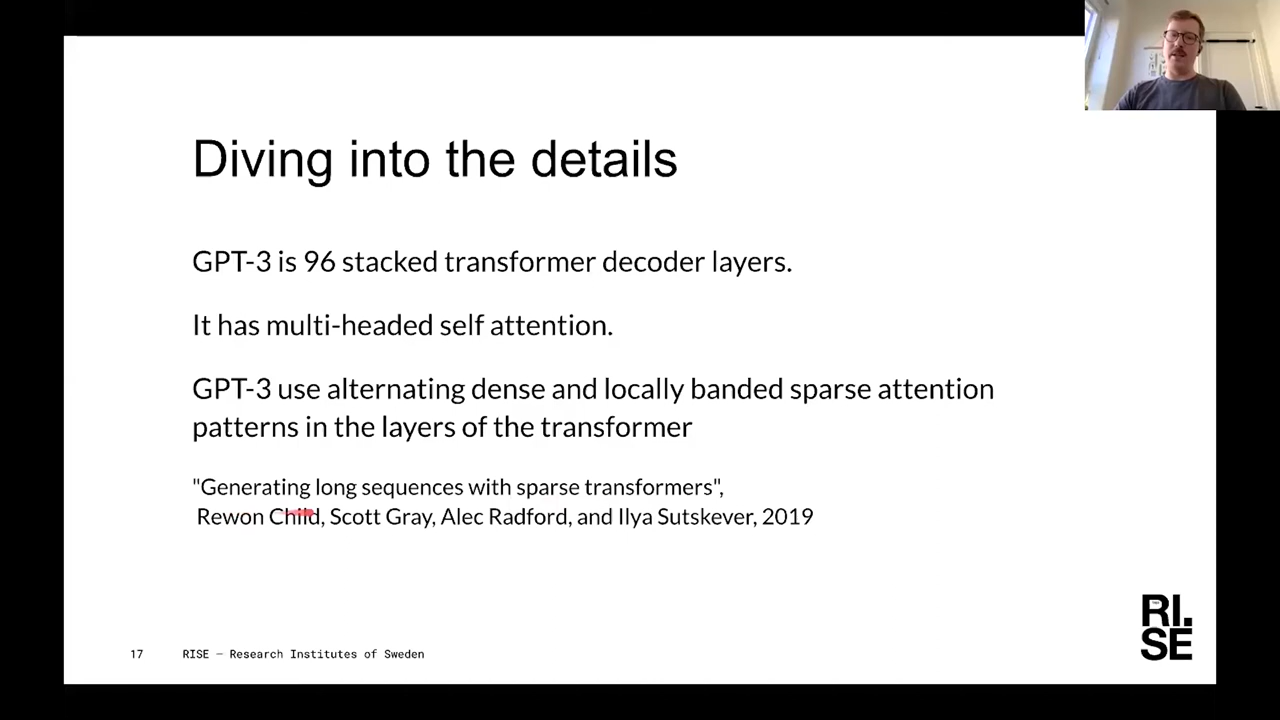 Diving into the details
GPT-3 is 96 stacked transformer decoder layers.
It has multi-headed self attention.
GPT-3 use alternating dense and locally banded sparse attention
patterns in the layers of the transformer
"Generating long sequences with sparse transformers",
Rewon Child, Scott Gray, Alec Radford, and Ilya Sutskever, 2019
17 RISE — Research Institutes of Sweden
RI.
SE